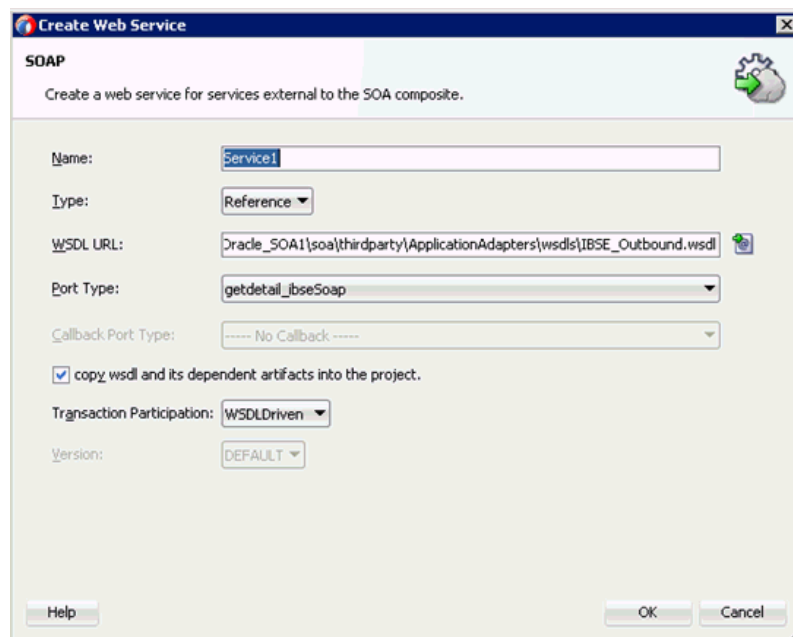 Create Web Service
SOAP
Create a web service for services external to the SOA composite.
Name: Service1
Type: Reference
WSDL URL: Oracle_SOA1\soa\thirdparty\ApplicationAdapters\wsdls\IBSE_Outbound.wsdl
Port Type: getdetail_ibseSoap
Callback Port Type: ----- No Callback -----
copy wsdl and its dependent artifacts into the project.
Transaction Participation: WSDLDriven
Version: DEFAULT
Help OK Cancel